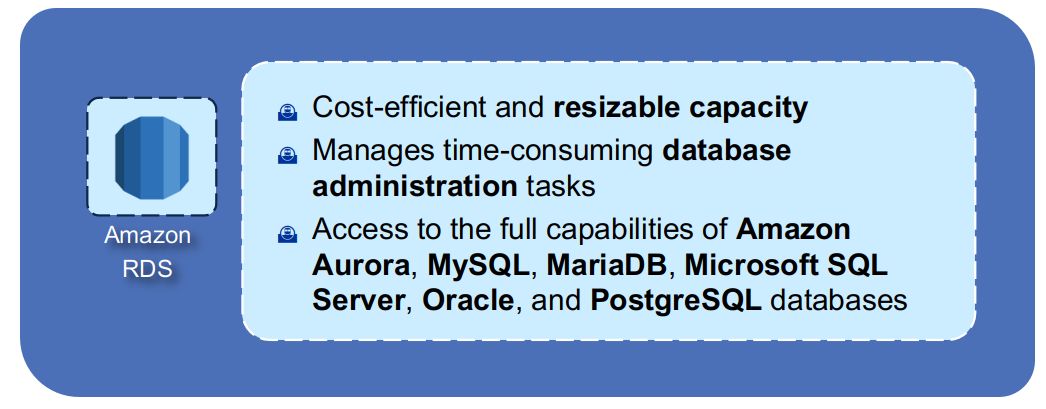 Cost-efficient and resizable capacity
Manages time-consuming database
administration tasks
Access to the full capabilities of Amazon
Aurora, MySQL, MariaDB, Microsoft SQL
Server, Oracle, and PostgreSQL databases
Amazon
RDS